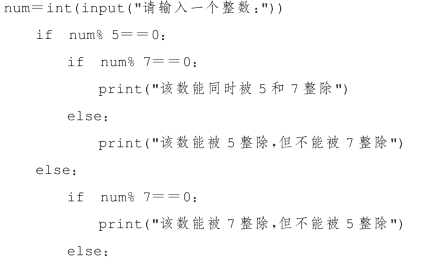 num=int(input("请输入一个整数:"))
if num% 5==0:
if num% 7==0:
print("该数能同时被 5 和 7 整除")
else:
print("该数能被 5 整除,但不能被 7 整除")
else:
if num% 7==0:
print("该数能被 7 整除,但不能被 5 整除")
else: